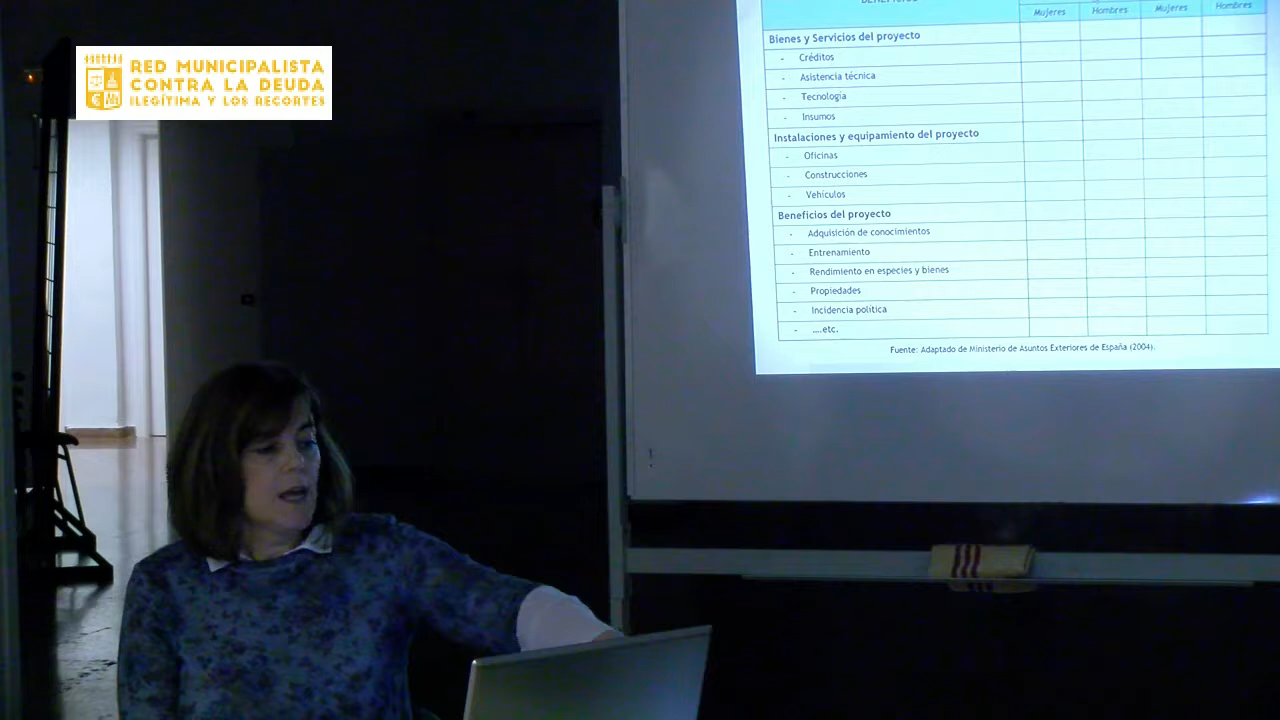 RED MUNICIPALISTA
CONTRA LA DEUDA
ILEGÍTIMA Y LOS RECORTES
Mujeres Hombres Mujeres Hombres
Bienes y Servicios del proyecto
- Créditos
- Asistencia técnica
- Tecnología
- Insumos
Instalaciones y equipamiento del proyecto
- Oficinas
- Construcciones
- Vehículos
Beneficios del proyecto
- Adquisición de conocimientos
- Entrenamiento
- Rendimiento en especies y bienes
- Propiedades
- Incidencia política
- ....etc.
Fuente: Adaptado de Ministerio de Asuntos Exteriores de España (2004).